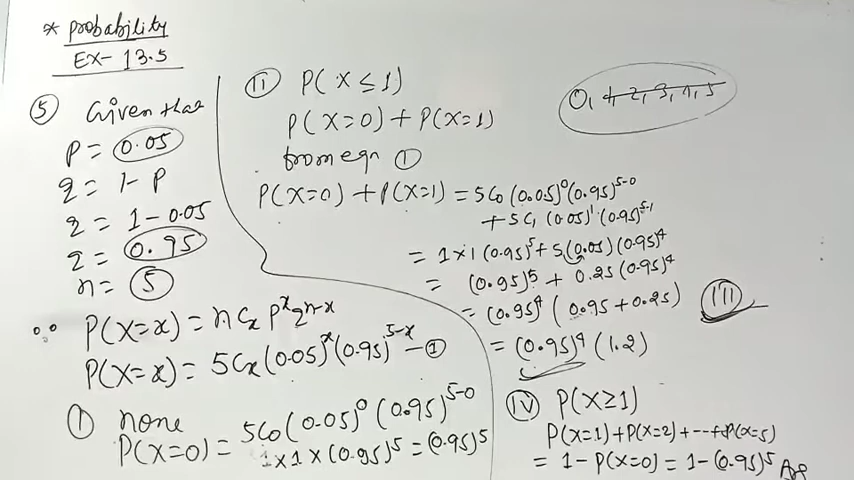 * probability
Ex- 13.5
⑤ Given that
p = 0.05
q = 1 - p
q = 1 - 0.05
q = 0.95
n = 5
∴ P(X=x) = nCx p^x q^n-x
P(X=x) = 5Cx (0.05)^x (0.95)^5-x - ①
① none
P(X=0) = 5C0 (0.05)^0 (0.95)^5-0
1×1×(0.95)^5 = (0.95)^5
ⓘⓘ P(X≤1)
P(X=0) + P(X=1)
from eqn ①
P(X=0) + P(X=1) = 5C0 (0.05)^0 (0.95)^5-0
+ 5C1 (0.05)^1 (0.95)^5-1
= 1×1 (0.95)^5 + 5(0.05) (0.95)^4
= (0.95)^5 + 0.25 (0.95)^4
= (0.95)^4 (0.95 + 0.25)
= (0.95)^4 (1.2)
0, 1, 2, 3, 4, 5
III
IV P(X≥1)
P(X=1) + P(X=2) + --- + P(X=5)
= 1 - P(X=0) = 1 - (0.95)^5 Ans